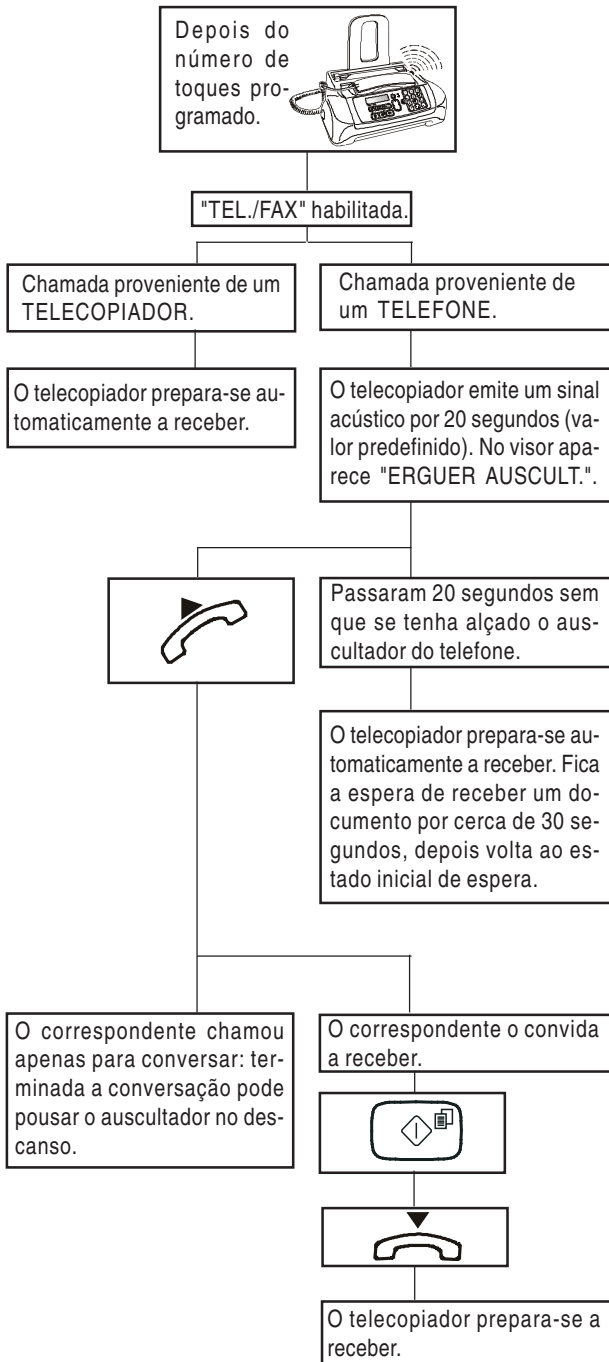 Depois do
número de
toques pro-
gramado.
"TEL./FAX" habilitada.
Chamada proveniente de um
TELECOPIADOR.
Chamada proveniente de
um TELEFONE.
O telecopiador prepara-se au-
tomaticamente a receber.
O telecopiador emite um sinal
acústico por 20 segundos (va-
lor predefinido). No visor apa-
rece "ERGUER AUSCULT.".
Passaram 20 segundos sem
que se tenha alçado o aus-
cultador do telefone.
O telecopiador prepara-se au-
tomaticamente a receber. Fica
a espera de receber um do-
cumento por cerca de 30 se-
gundos, depois volta ao es-
tado inicial de espera.
O correspondente chamou
apenas para conversar: ter-
minada a conversação pode
pousar o auscultador no des-
canso.
O correspondente o convida
a receber.
O telecopiador prepara-se a
receber.